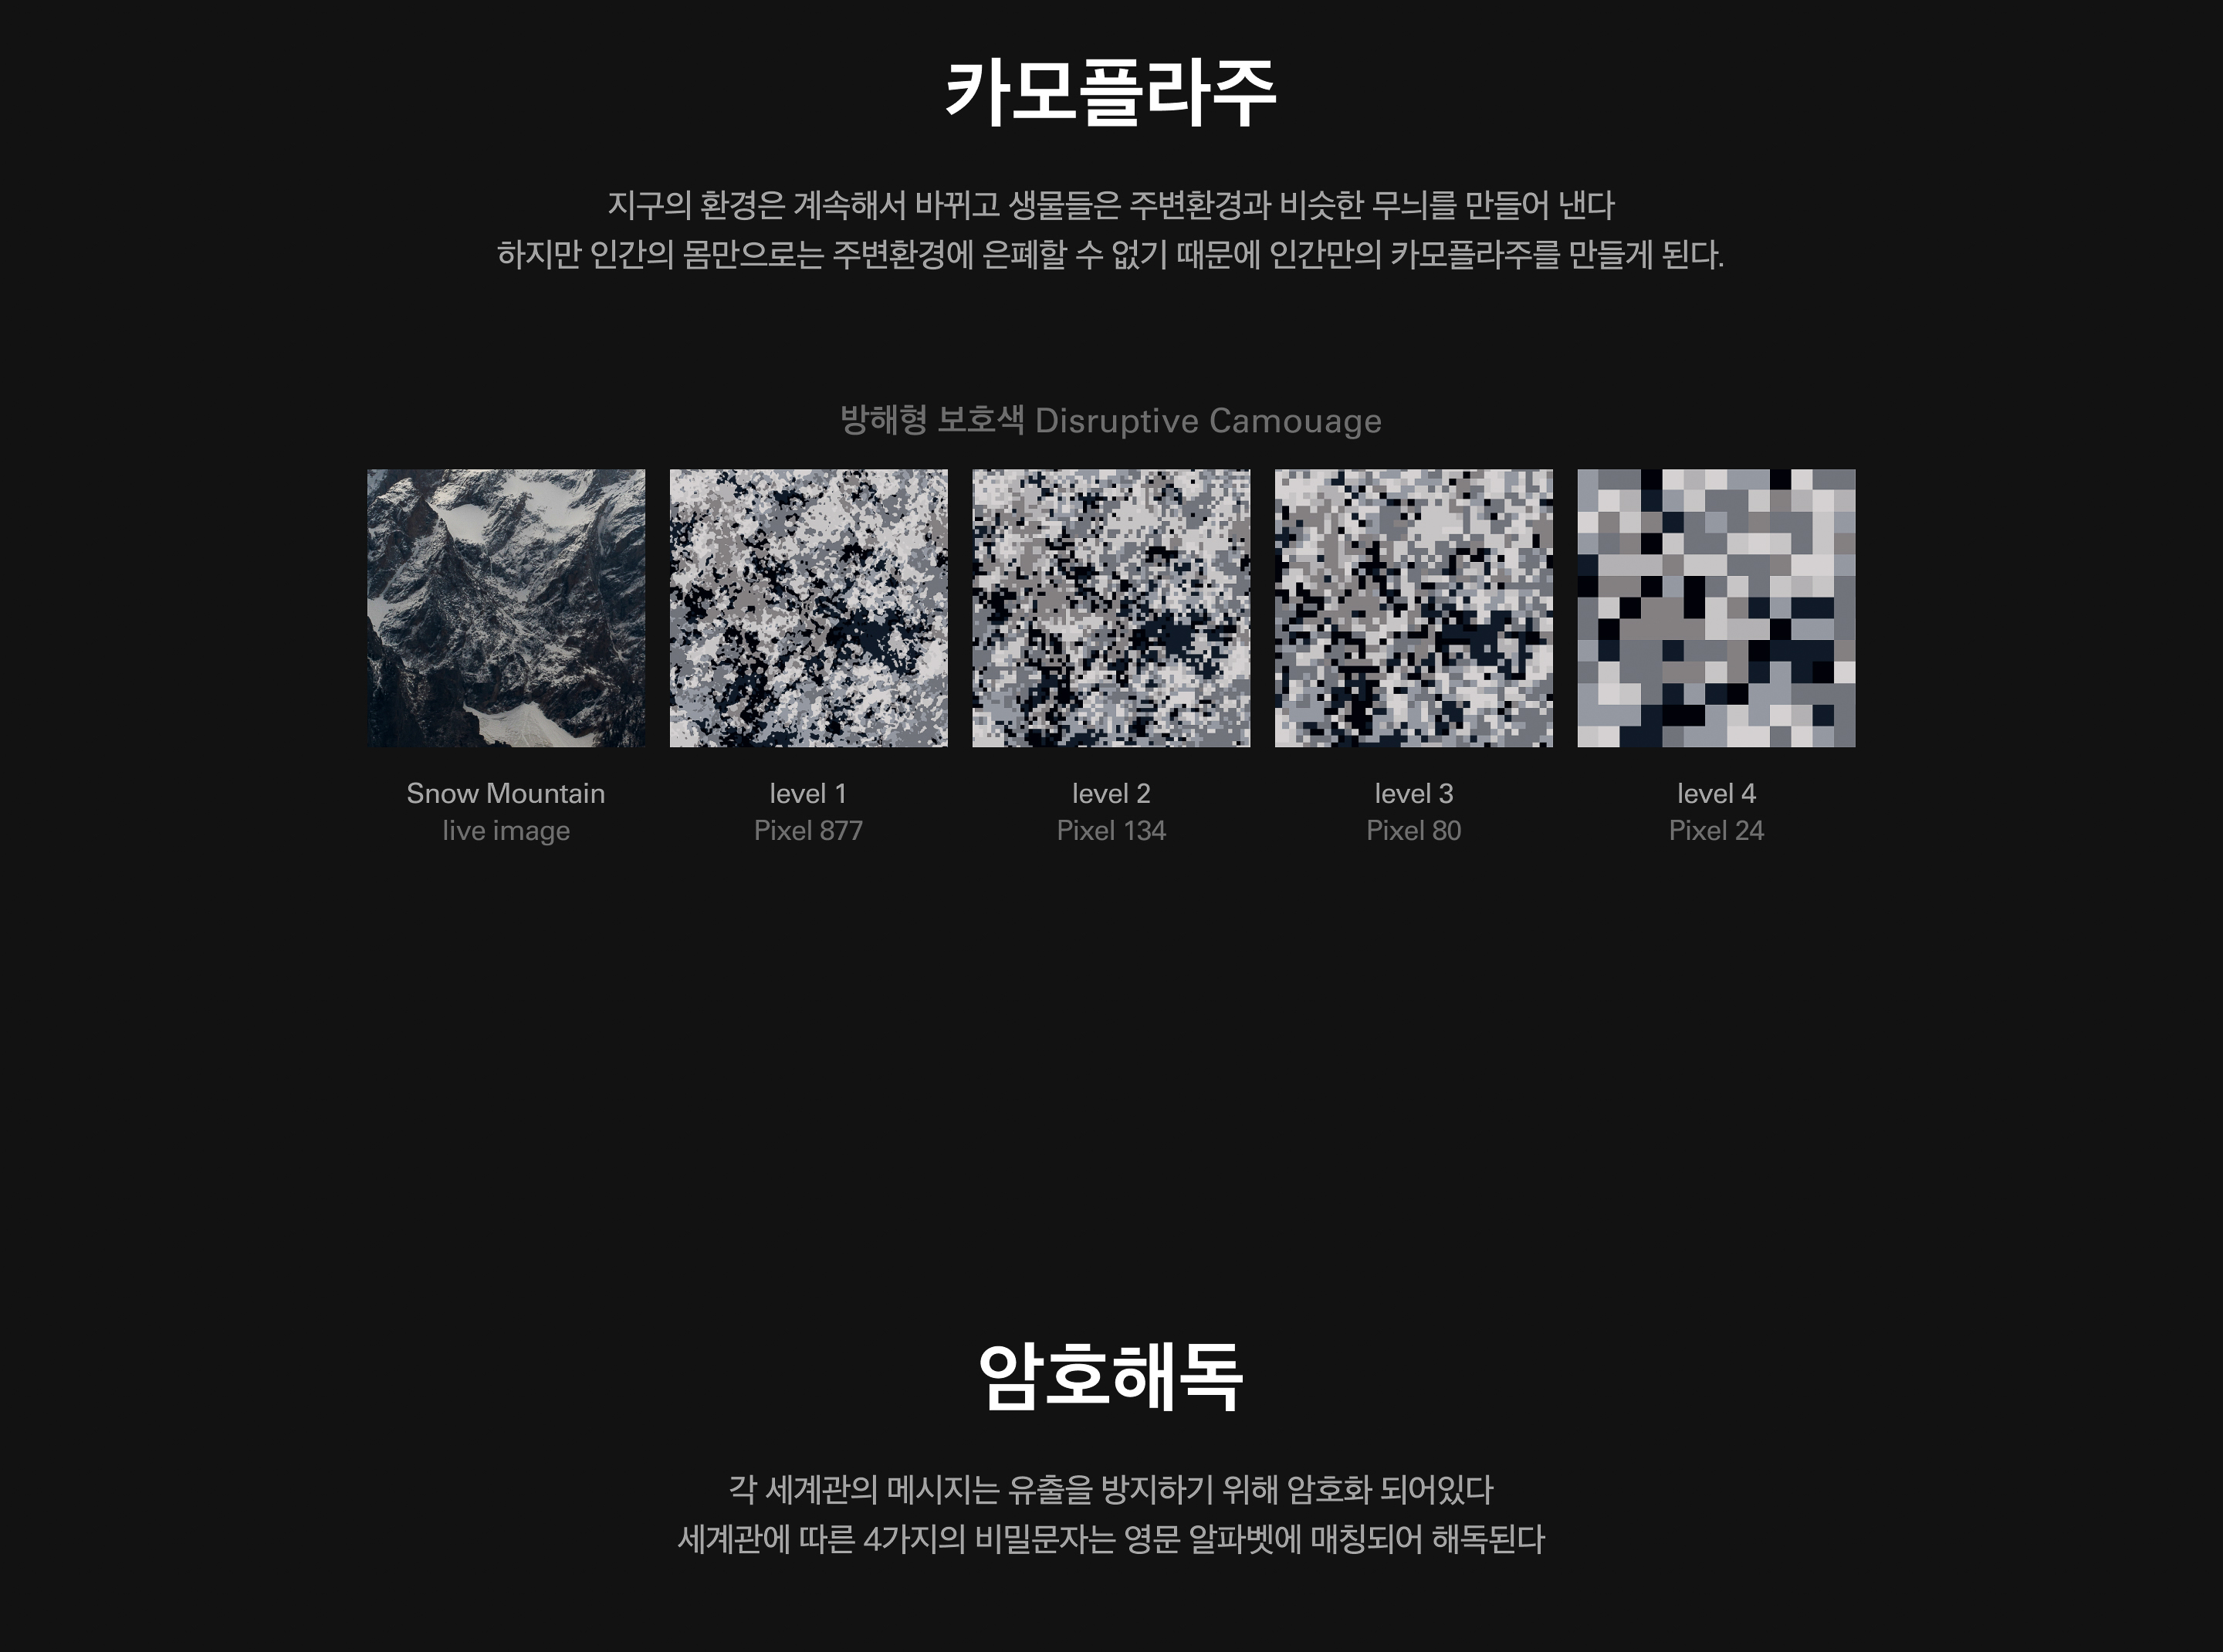 카모플라주
지구의 환경은 계속해서 바뀌고 생물들은 주변환경과 비슷한 무늬를 만들어 낸다
하지만 인간의 몸만으로는 주변환경에 은폐할 수 없기 때문에 인간만의 카모플라주를 만들게 된다.
방해형 보호색 Disruptive Camouage
Snow Mountain
live image
level 1
Pixel 877
level 2
Pixel 134
level 3
Pixel 80
level 4
Pixel 24
암호해독
각 세계관의 메시지는 유출을 방지하기 위해 암호화 되어있다
세계관에 따른 4가지의 비밀문자는 영문 알파벳에 매칭되어 해독된다